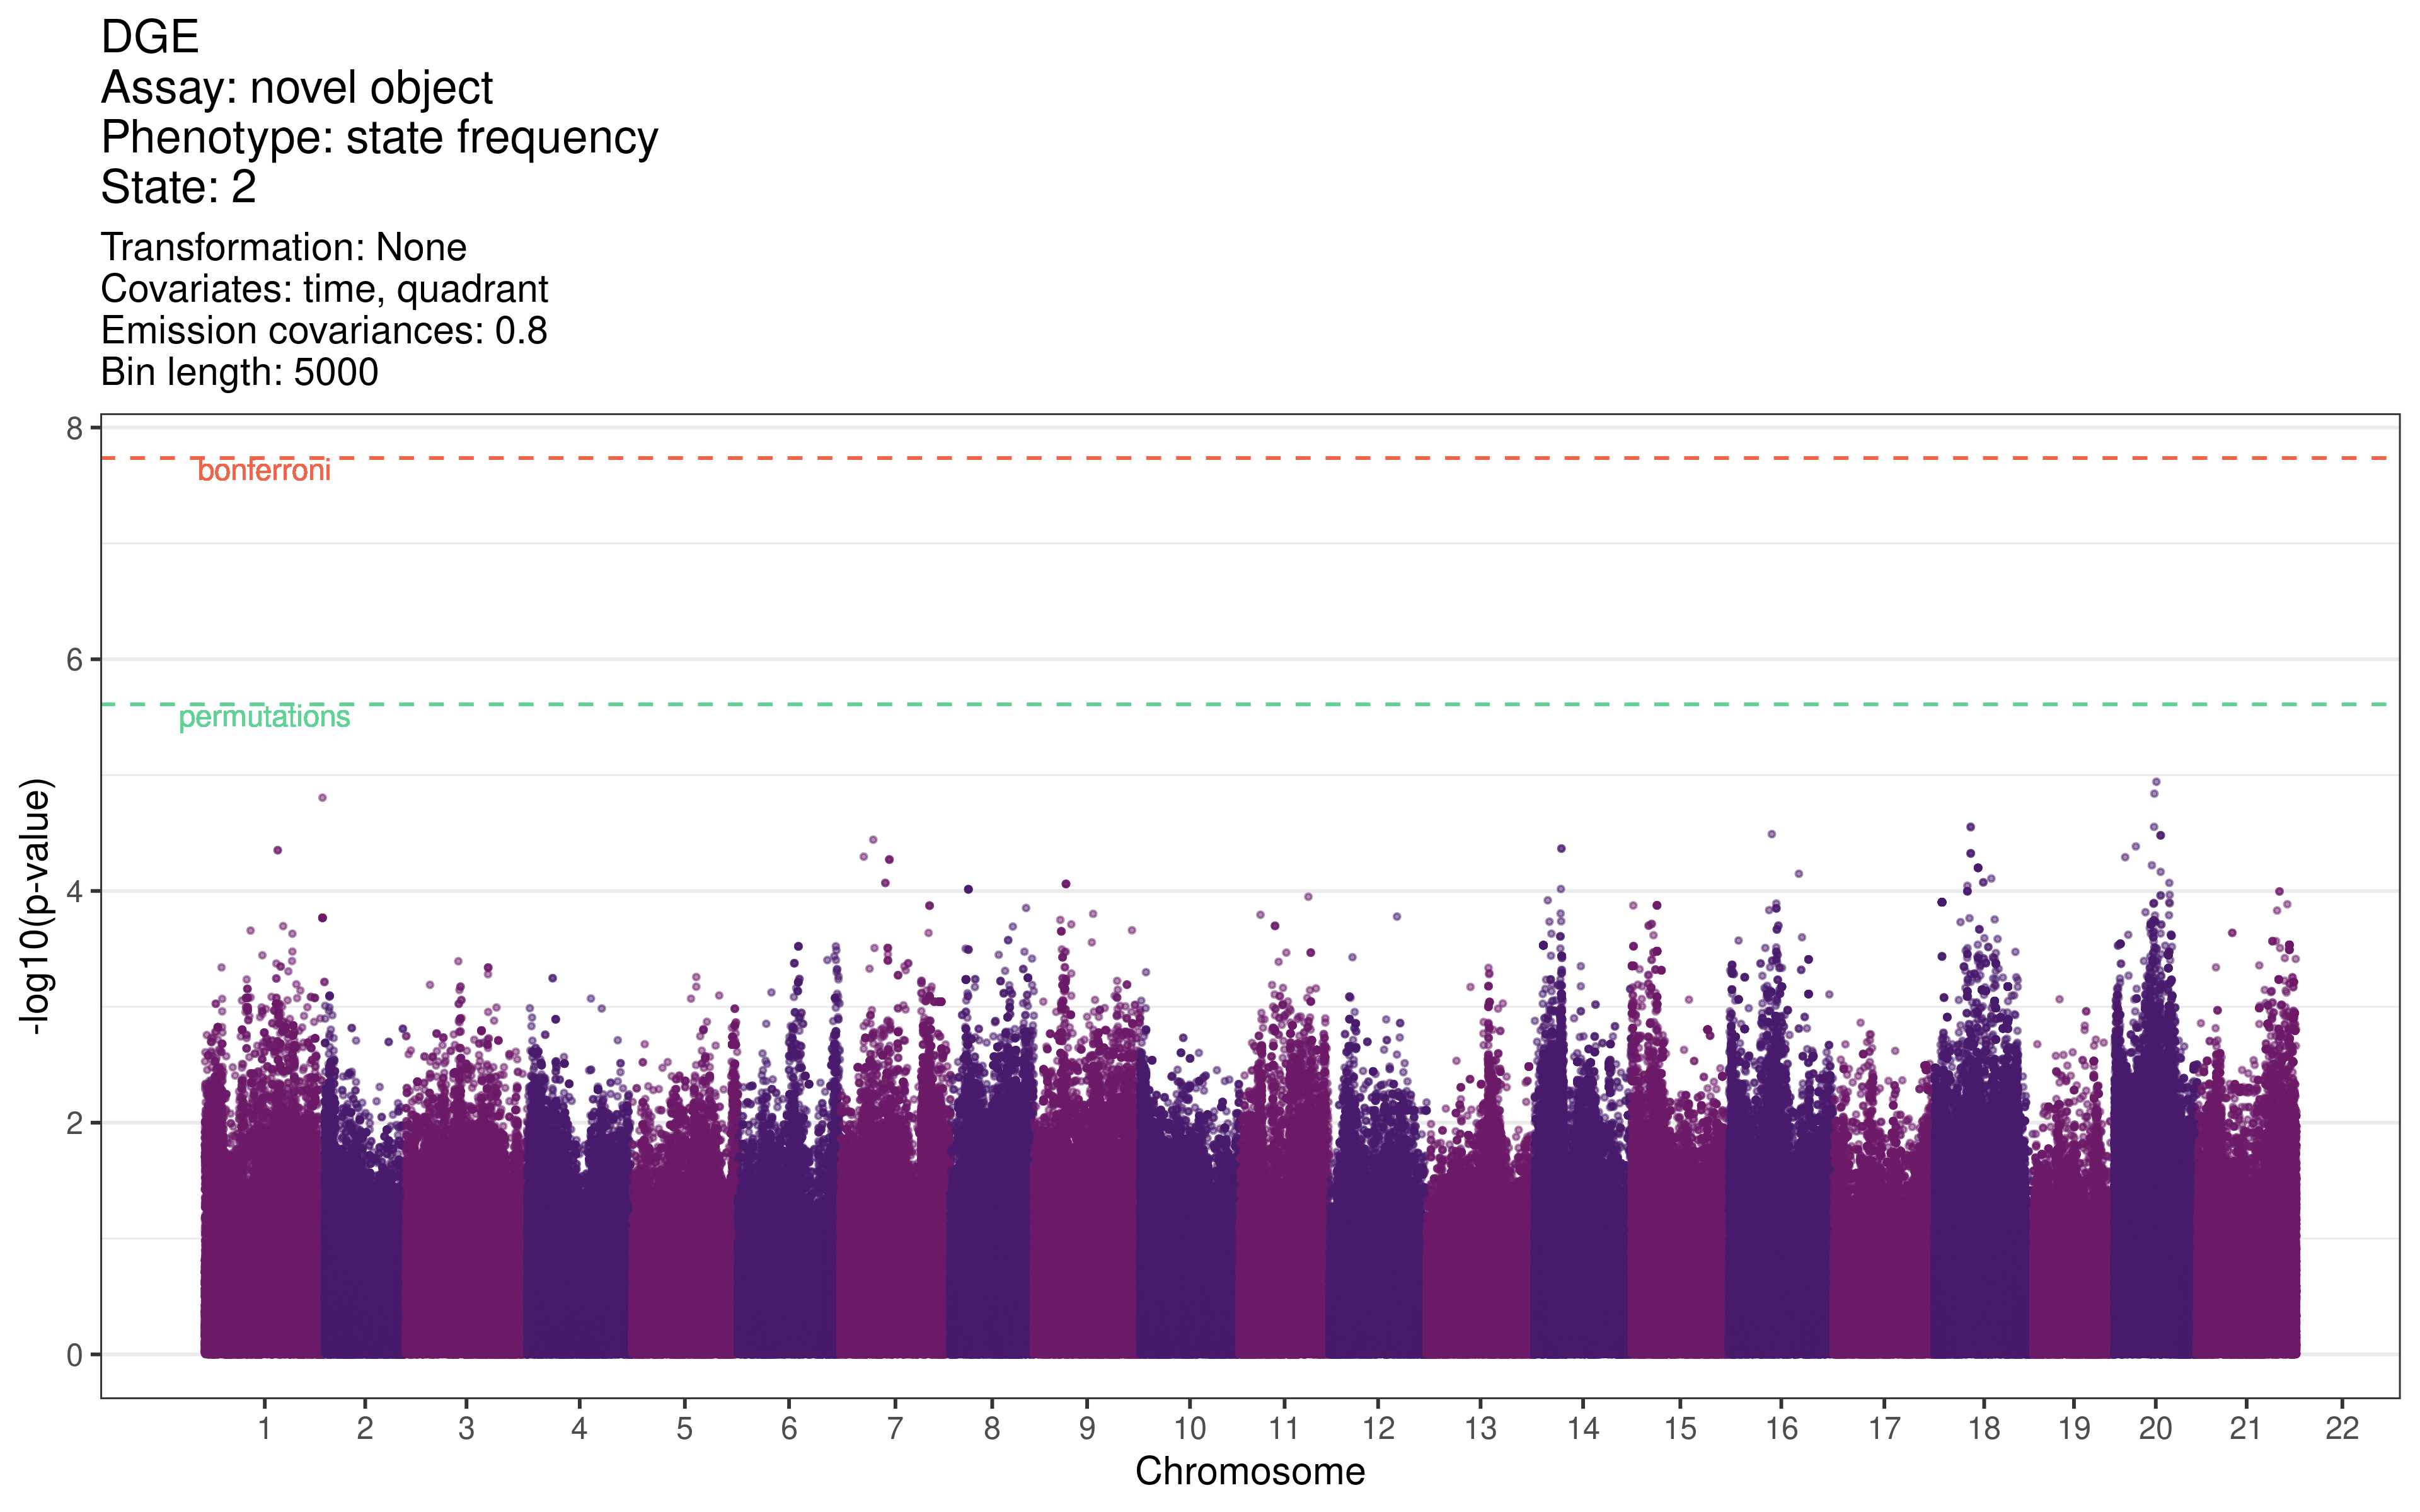 DGE
Assay: novel object
Phenotype: state frequency
State: 2
Transformation: None
Covariates: time, quadrant
Emission covariances: 0.8
Bin length: 5000
8
bonferroni
6
permutations
4
2
0
-log10(p-value)
1 2 3 4 5 6 7 8 9 10 11 12 13 14 15 16 17 18 19 20 21 22
Chromosome